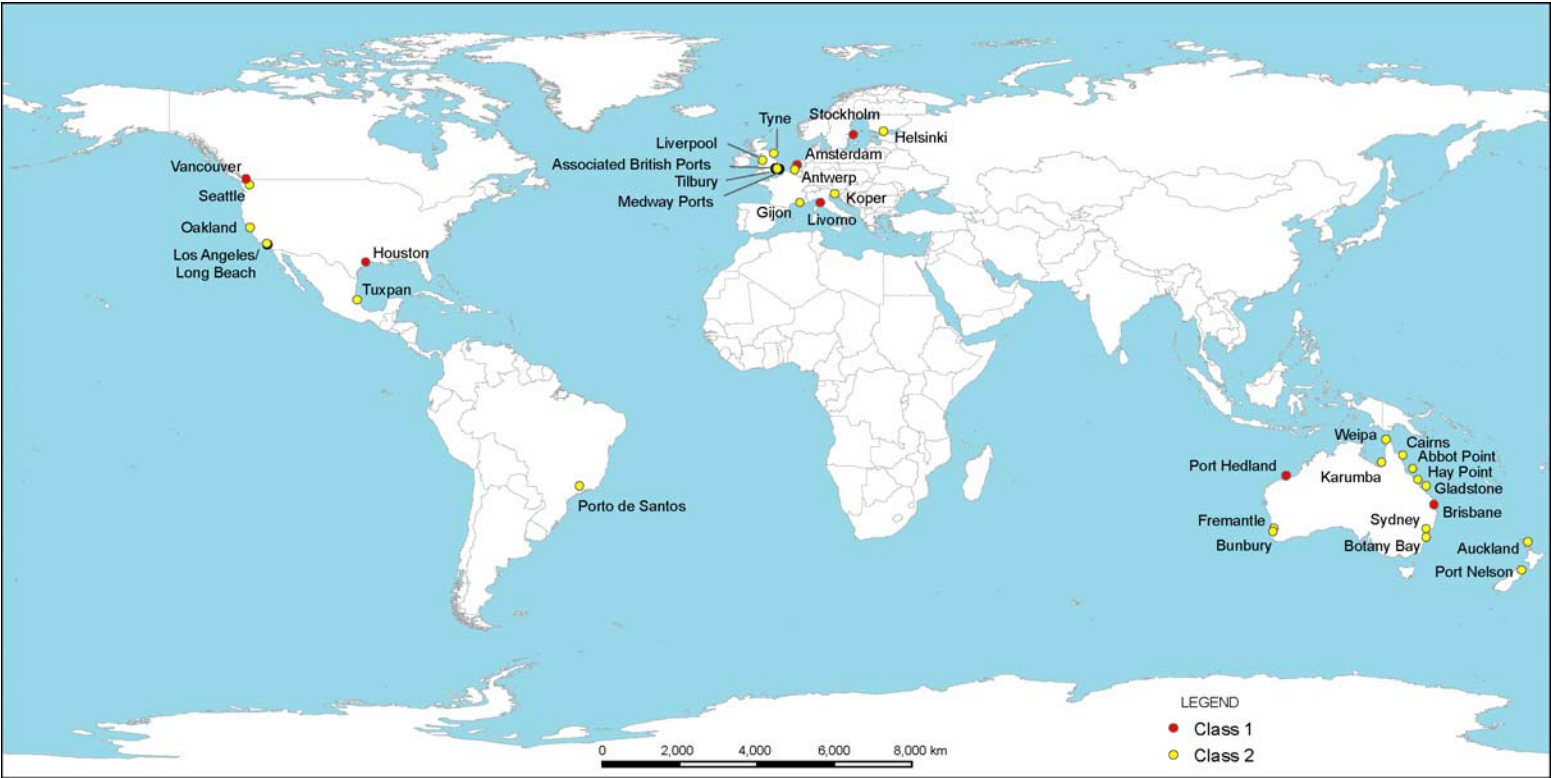 Stockholm
Tyne
Helsinki
Liverpool
Amsterdam
Associated British Ports
Antwerp
Tilbury
Medway Ports
Koper
Gijon
Livorno
Vancouver
Seattle
Oakland
Los Angeles/
Long Beach
Houston
Tuxpan
Porto de Santos
Weipa
Cairns
Abbot Point
Port Hedland
Karumba
Hay Point
Gladstone
Brisbane
Fremantle
Sydney
Bunbury
Botany Bay
Auckland
Port Nelson
LEGEND
Class 1
Class 2
0 2,000 4,000 6,000 8,000 km